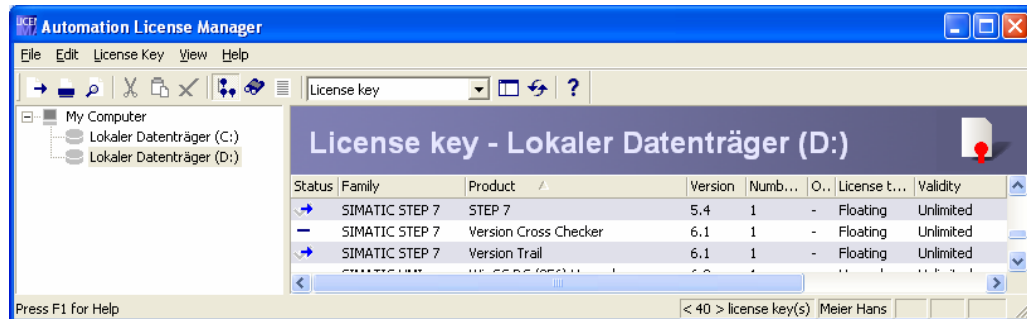 Automation License Manager
File Edit License Key View Help
License key
My Computer
Lokaler Datenträger (C:)
Lokaler Datenträger (D:)
License key - Lokaler Datenträger (D:)
Status Family Product Version Numb... O.. License t... Validity
SIMATIC STEP 7 STEP 7 5.4 1 - Floating Unlimited
SIMATIC STEP 7 Version Cross Checker 6.1 1 - Floating Unlimited
SIMATIC STEP 7 Version Trail 6.1 1 - Floating Unlimited
Press F1 for Help < 40 > license key(s) Meier Hans